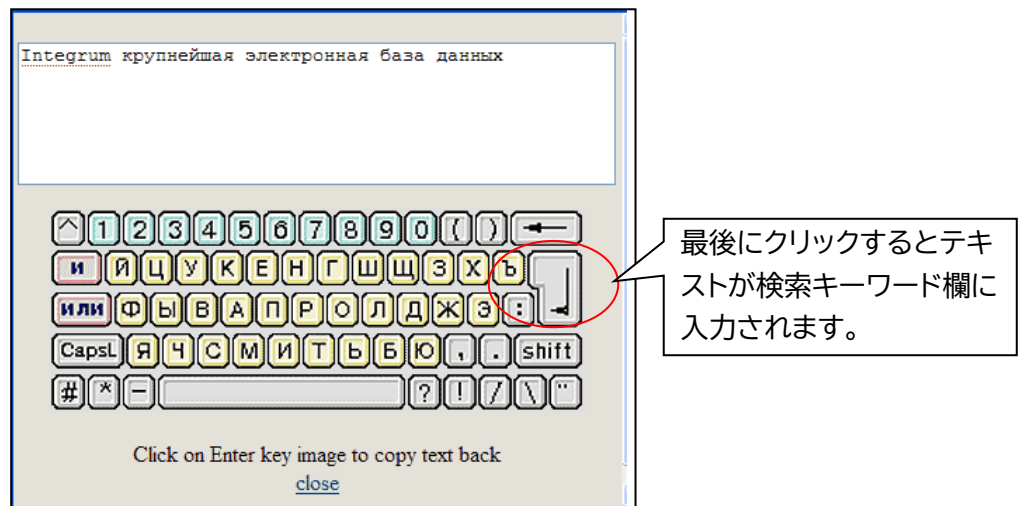 Integrum крупнейшая электронная база данных
^ 1 2 3 4 5 6 7 8 9 0 ( )
и Й Ц У К Е Н Г Ш Щ З Х Ъ
или Ф Ы В А П Р О Л Д Ж Э :
CapsL Я Ч С М И Т Ь Б Ю , . shift
# * - ? ! / \ "
Click on Enter key image to copy text back
close
最後にクリックするとテキ
ストが検索キーワード欄に
入力されます。